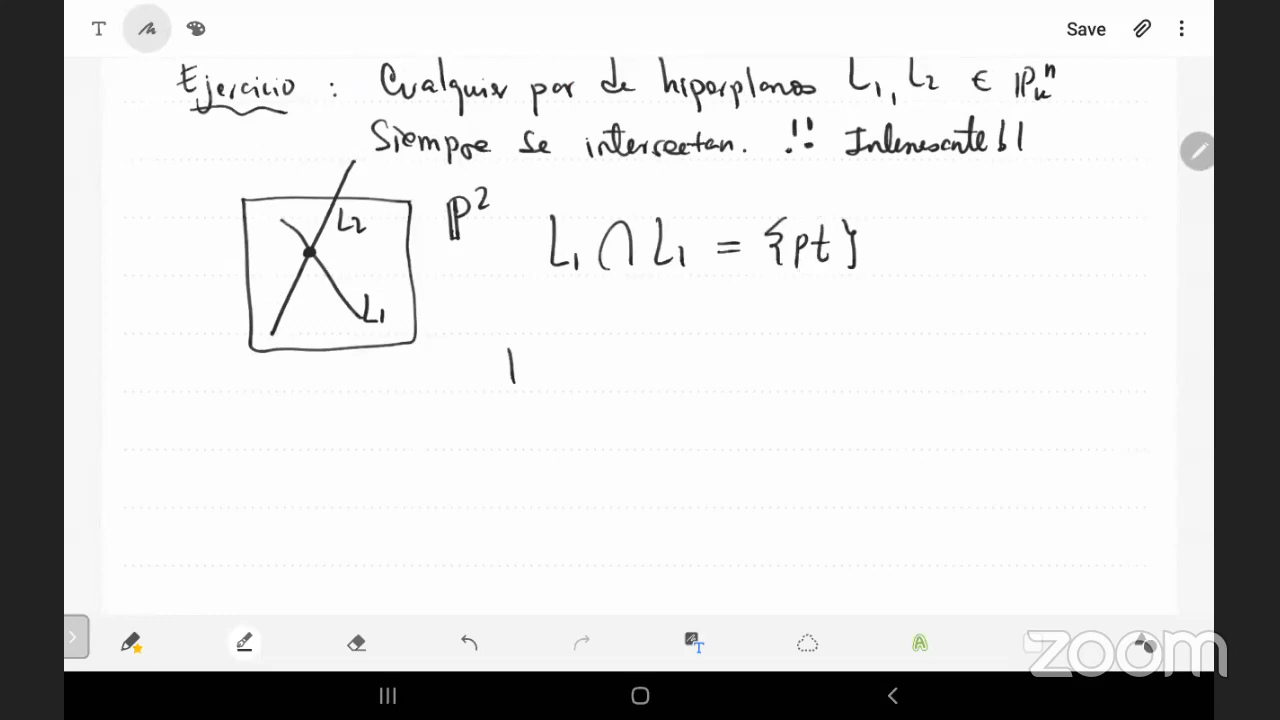 T Save
Ejercicio : Cualquier par de hiperplanos L₁, L₂ ∈ ℙₖⁿ
Siempre se intersectan. !! Interesante !!
L₂ ℙ² L₁ ∩ L₁ = {pt}
L₁
zoom